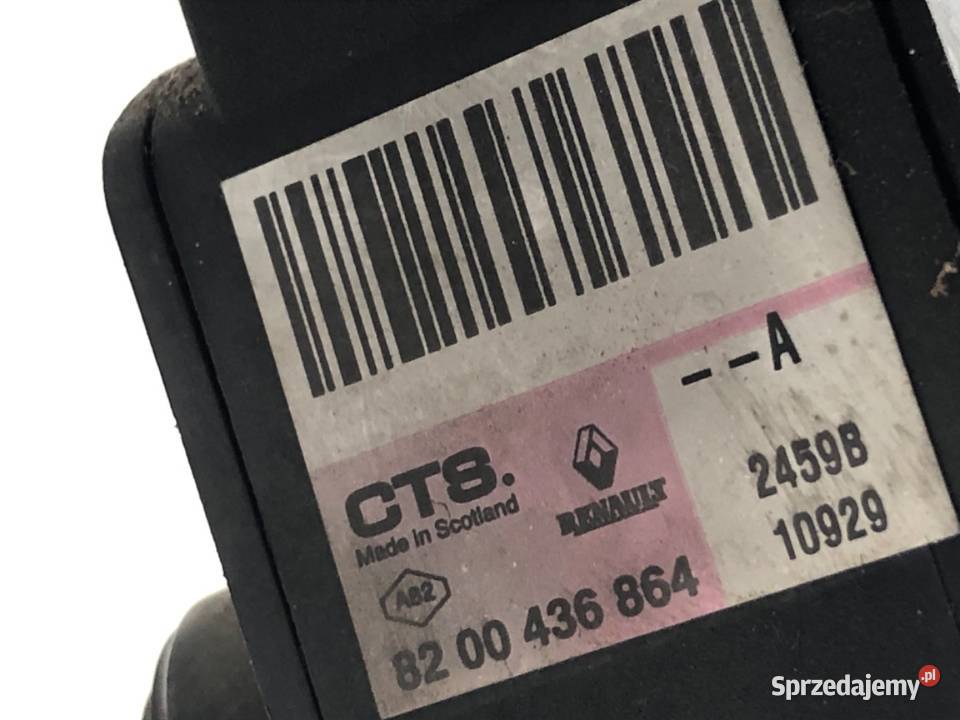 --A
CTS.
Made in Scotland
RENAULT
2459B
10929
A82
82 00 436 864
Sprzedajemy.pl